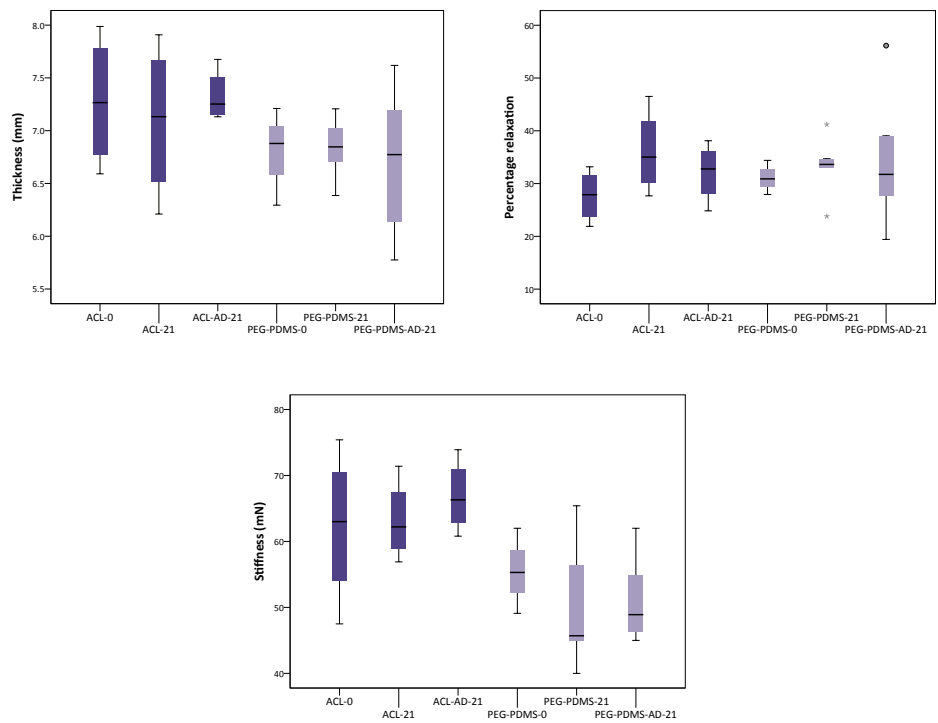 Thickness (mm)
8.0
7.5
7.0
6.5
6.0
5.5
ACL-0
ACL-AD-21
PEG-PDMS-21
ACL-21
PEG-PDMS-0
PEG-PDMS-AD-21
Percentage relaxation
60
50
40
30
20
10
ACL-0
ACL-AD-21
PEG-PDMS-21
ACL-21
PEG-PDMS-0
PEG-PDMS-AD-21
Stiffness (mN)
80
70
60
50
40
ACL-0
ACL-AD-21
PEG-PDMS-21
ACL-21
PEG-PDMS-0
PEG-PDMS-AD-21